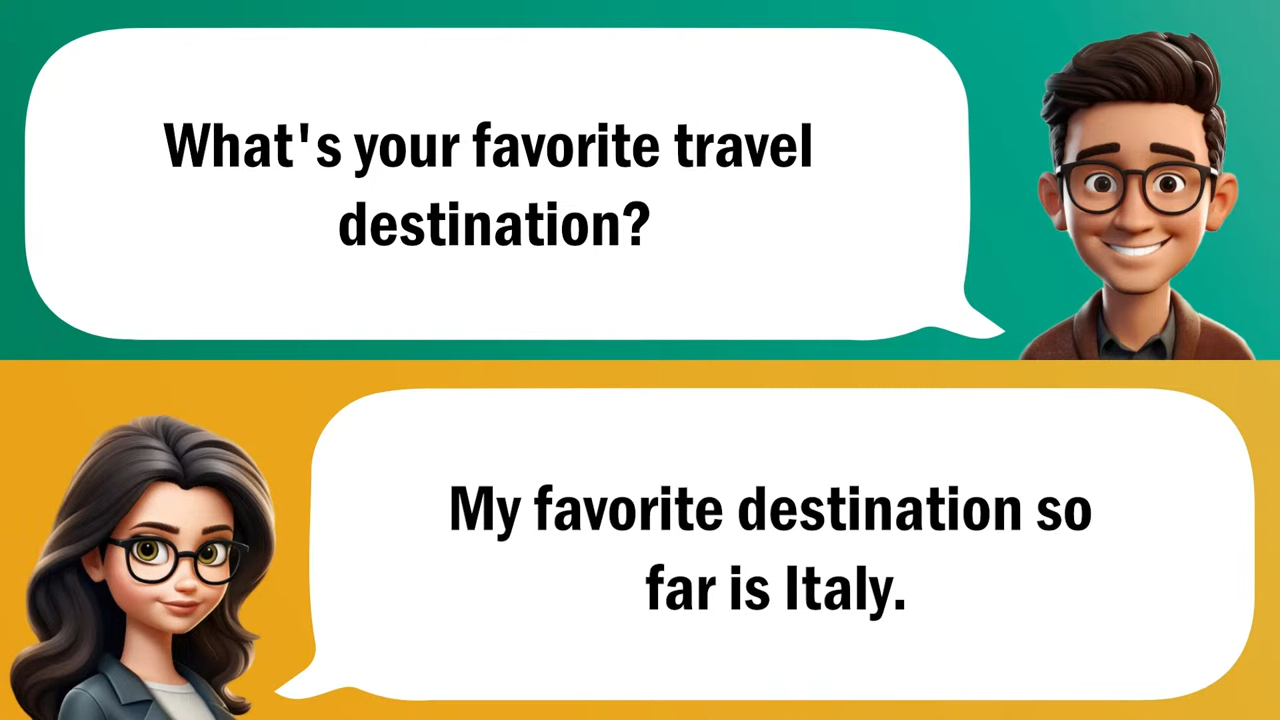 What's your favorite travel
destination?
My favorite destination so
far is Italy.